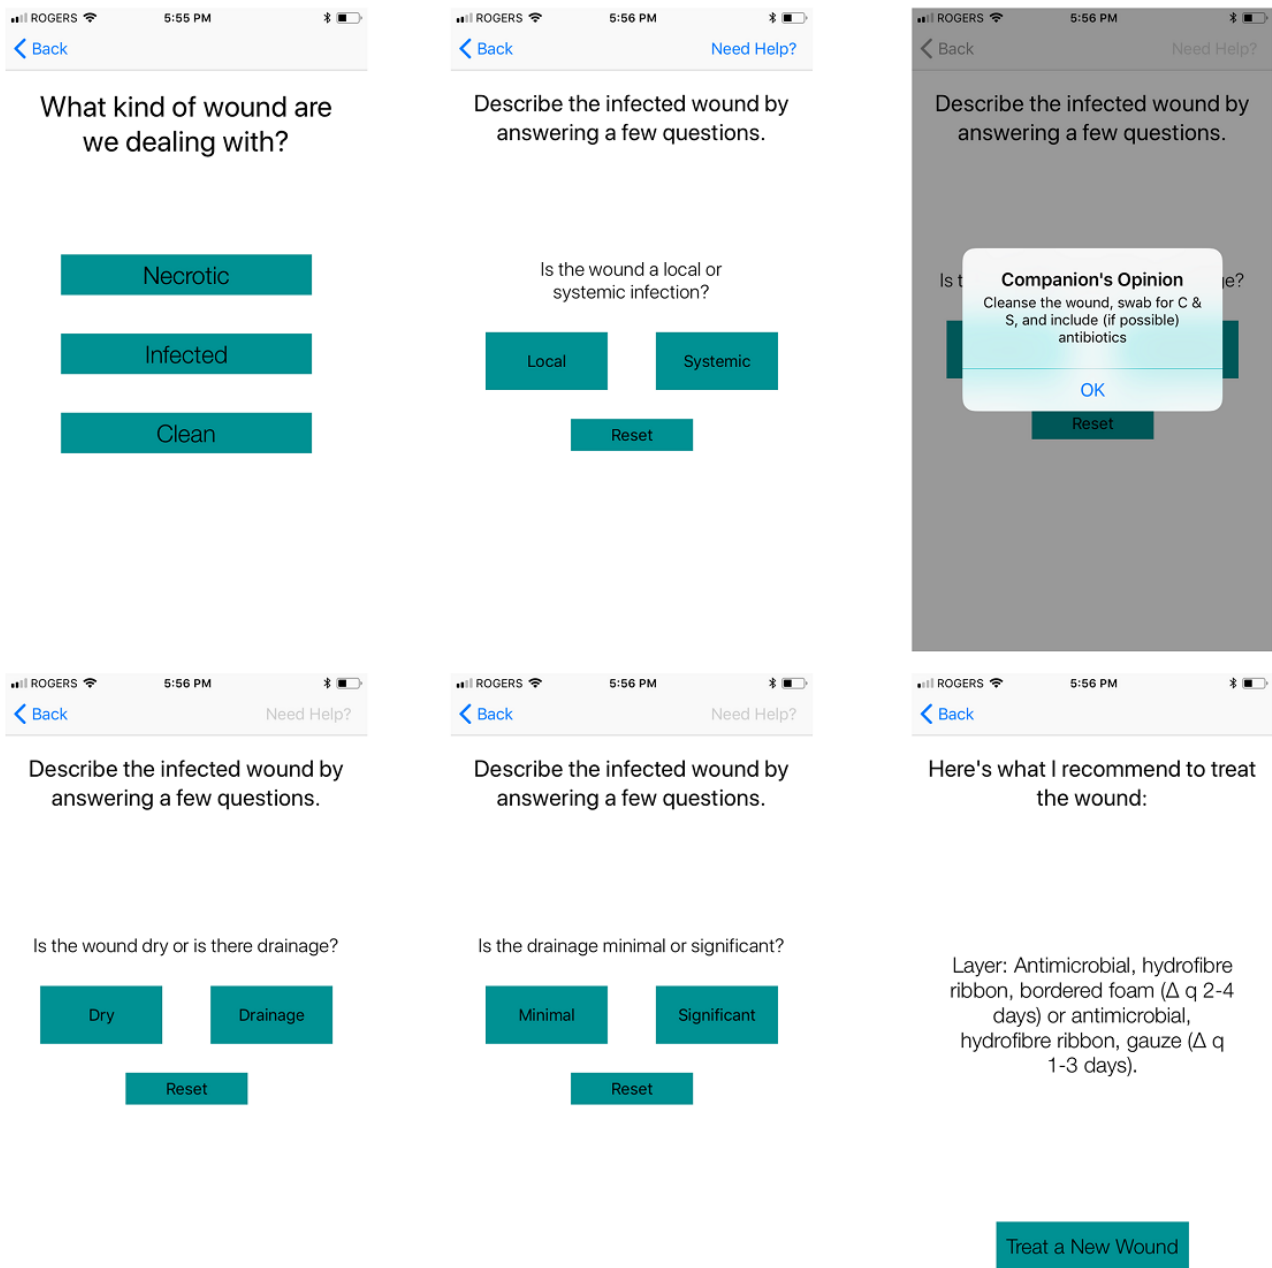 ROGERS 5:55 PM
Back
What kind of wound are
we dealing with?
Necrotic
Infected
Clean
ROGERS 5:56 PM
Back Need Help?
Describe the infected wound by
answering a few questions.
Is the wound a local or
systemic infection?
Local Systemic
Reset
ROGERS 5:56 PM
Back Need Help?
Describe the infected wound by
answering a few questions.
Is t ge?
Companion's Opinion
Cleanse the wound, swab for C &
S, and include (if possible)
antibiotics
OK
Reset
ROGERS 5:56 PM
Back Need Help?
Describe the infected wound by
answering a few questions.
Is the wound dry or is there drainage?
Dry Drainage
Reset
ROGERS 5:56 PM
Back Need Help?
Describe the infected wound by
answering a few questions.
Is the drainage minimal or significant?
Minimal Significant
Reset
ROGERS 5:56 PM
Back
Here's what I recommend to treat
the wound:
Layer: Antimicrobial, hydrofibre
ribbon, bordered foam (Δ q 2-4
days) or antimicrobial,
hydrofibre ribbon, gauze (Δ q
1-3 days).
Treat a New Wound